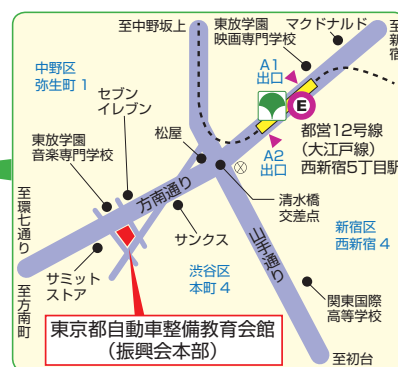 至中野坂上
東放学園
映画専門学校
マクドナルド
至新宿
中野区
弥生町 1
A1
出口
セブン
イレブン
E
東放学園
音楽専門学校
松屋
都営12号線
(大江戸線)
西新宿5丁目駅
A2
出口
方南通り
清水橋
交差点
至環七通り
サンクス
山手通り
新宿区
西新宿 4
サミット
ストア
渋谷区
本町 4
至方南町
関東国際
高等学校
東京都自動車整備教育会館
(振興会本部)
至初台